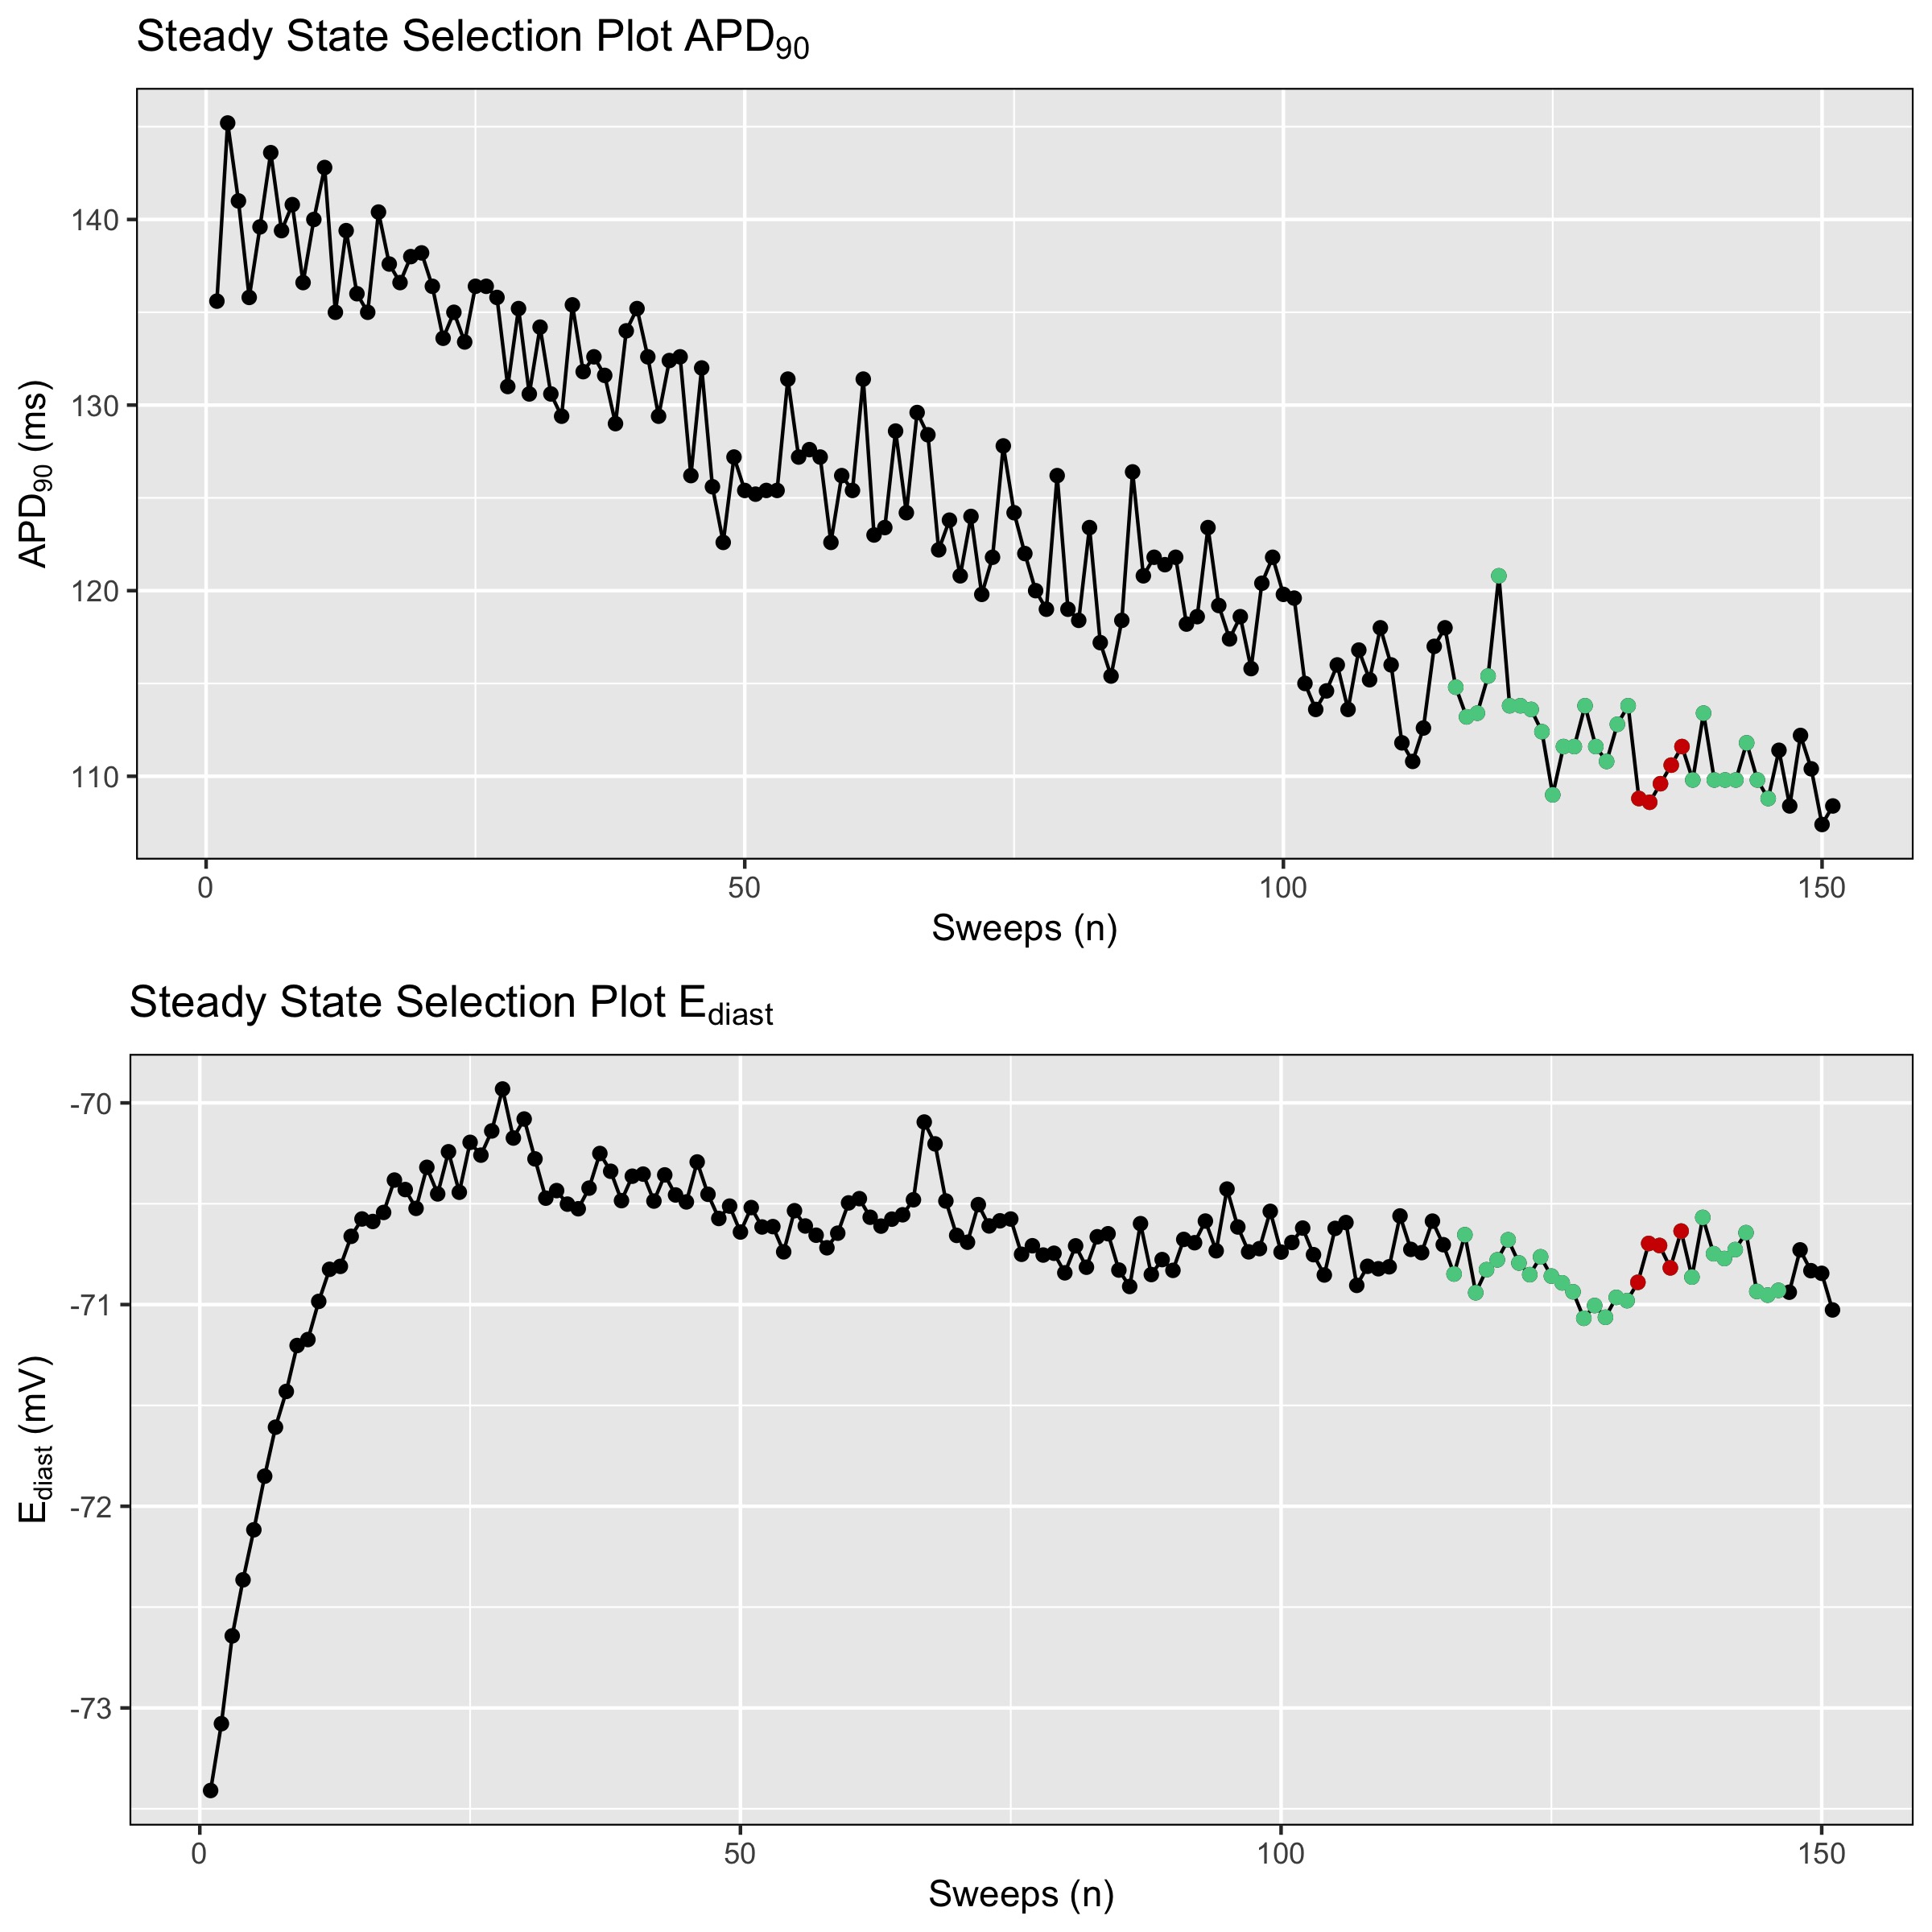 Steady State Selection Plot APD90
140
130
120
110
APD90 (ms)
0 50 100 150
Sweeps (n)
Steady State Selection Plot Ediast
-70
-71
-72
-73
Ediast (mV)
0 50 100 150
Sweeps (n)